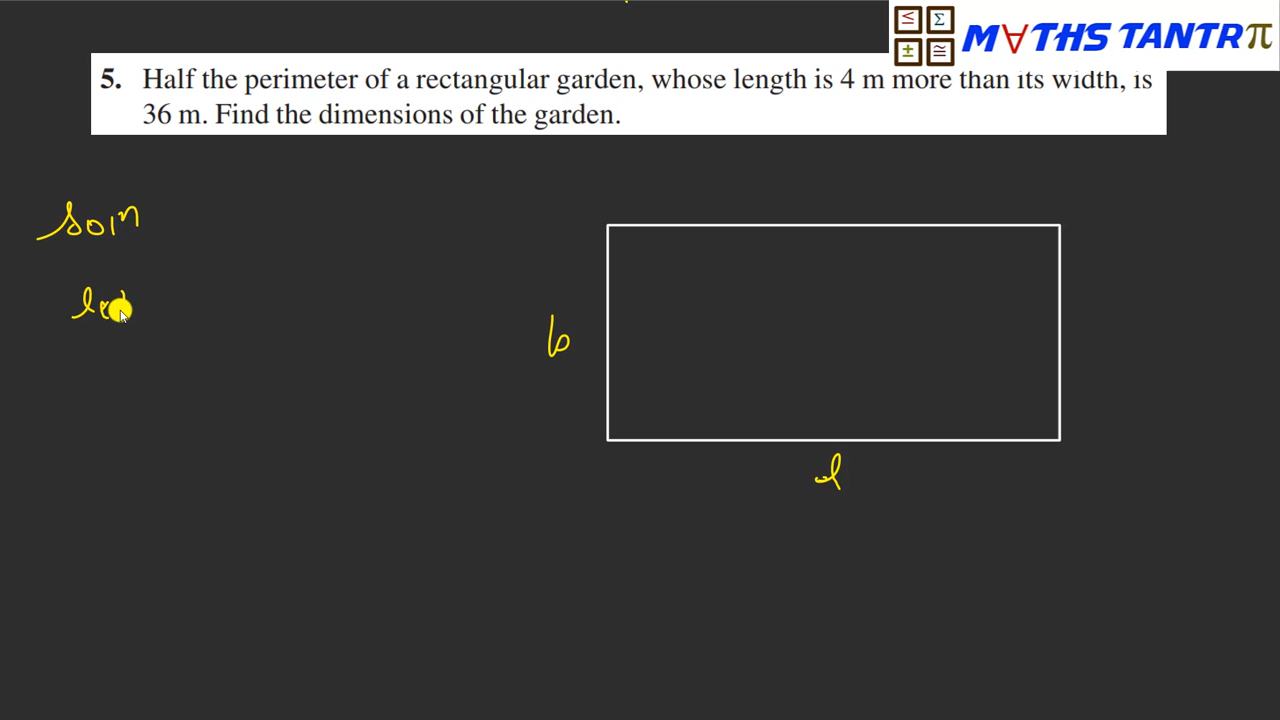 ≤ Σ ± ≅ M∀THS TANTRπ
5. Half the perimeter of a rectangular garden, whose length is 4 m more than its width, is
36 m. Find the dimensions of the garden.
Soln
b
l